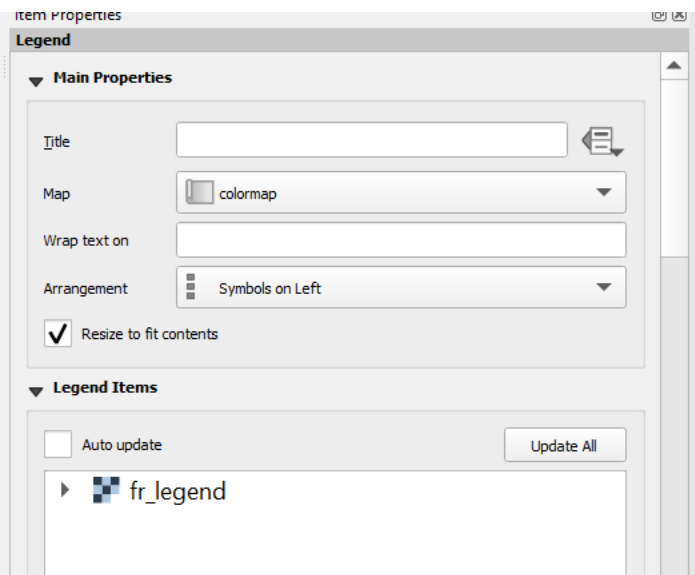 Item Properties
Legend
Main Properties
Title
Map colormap
Wrap text on
Arrangement Symbols on Left
Resize to fit contents
Legend Items
Auto update Update All
fr_legend